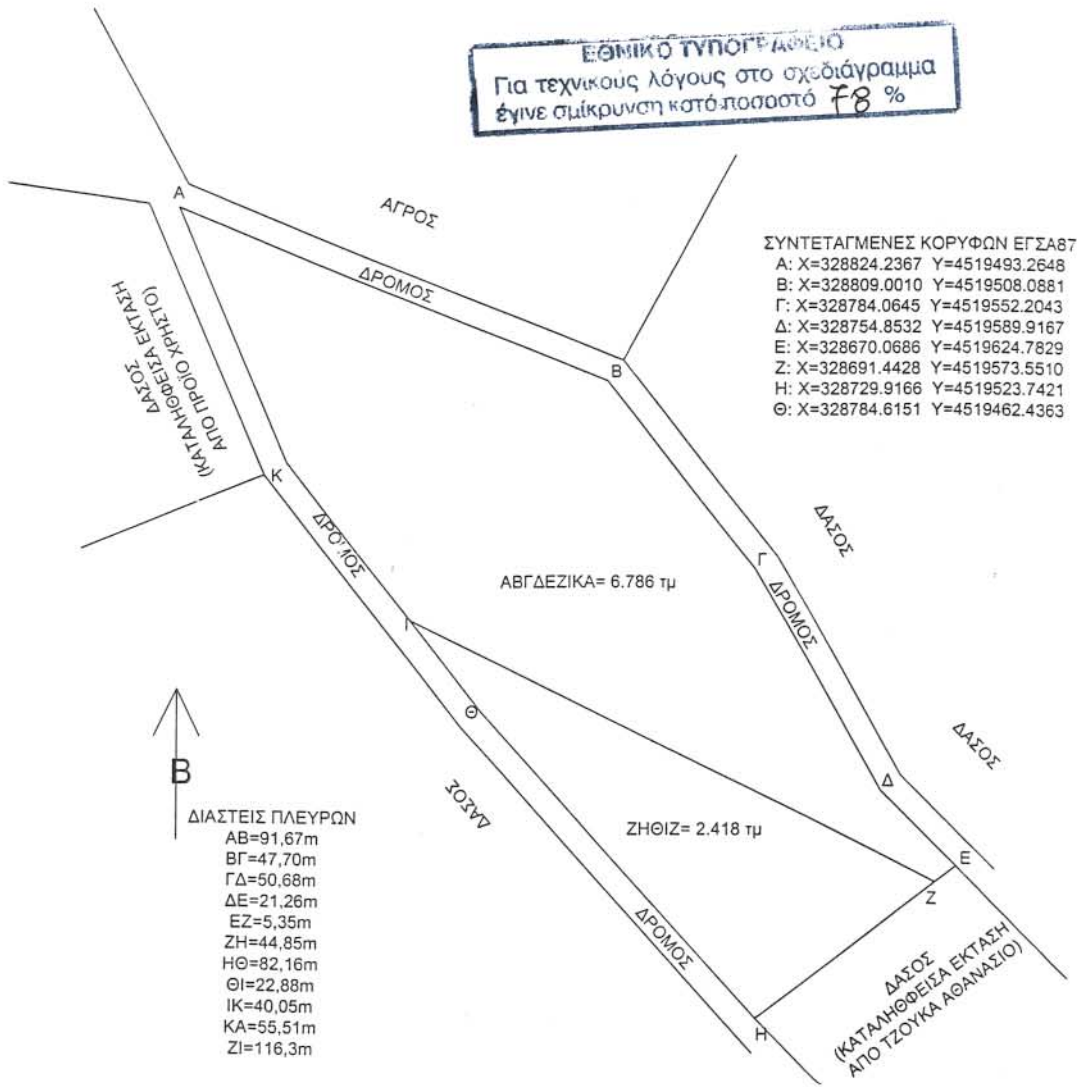 ΕΘΝΙΚΟ ΤΥΠΟΓΡΑΦΕΙΟ
Για τεχνικούς λόγους στο σχεδιάγραμμα
έγινε σμίκρυνση κατά ποσοστό 78 %
Α
ΑΓΡΟΣ
ΔΡΟΜΟΣ
ΣΥΝΤΕΤΑΓΜΕΝΕΣ ΚΟΡΥΦΩΝ ΕΓΣΑ87
Α: Χ=328824.2367 Υ=4519493.2648
Β: Χ=328809.0010 Υ=4519508.0881
Γ: Χ=328784.0645 Υ=4519552.2043
Δ: Χ=328754.8532 Υ=4519589.9167
Ε: Χ=328670.0686 Υ=4519624.7829
Ζ: Χ=328691.4428 Υ=4519573.5510
Η: Χ=328729.9166 Υ=4519523.7421
Θ: Χ=328784.6151 Υ=4519462.4363
ΔΑΣΟΣ
(ΚΑΤΑΛΗΦΘΕΙΣΑ ΕΚΤΑΣΗ
ΑΠΟ ΠΡΟΪΟ ΧΡΗΣΤΟ)
Β
Κ
ΔΡΟΜΟΣ
ΔΑΣΟΣ
Γ
ΔΡΟΜΟΣ
ΑΒΓΔΕΖΙΚΑ= 6.786 τμ
Ι
Θ
ΔΑΣΟΣ
Δ
Β
ΔΑΣΟΣ
ΔΙΑΣΤΕΙΣ ΠΛΕΥΡΩΝ
ΑΒ=91,67m
ΒΓ=47,70m
ΓΔ=50,68m
ΔΕ=21,26m
ΕΖ=5,35m
ΖΗ=44,85m
ΗΘ=82,16m
ΘΙ=22,88m
ΙΚ=40,05m
ΚΑ=55,51m
ΖΙ=116,3m
ΖΗΘΙΖ= 2.418 τμ
Ε
Ζ
ΔΡΟΜΟΣ
ΔΑΣΟΣ
(ΚΑΤΑΛΗΦΘΕΙΣΑ ΕΚΤΑΣΗ
ΑΠΟ ΤΖΟΥΚΑ ΑΘΑΝΑΣΙΟ)
Η